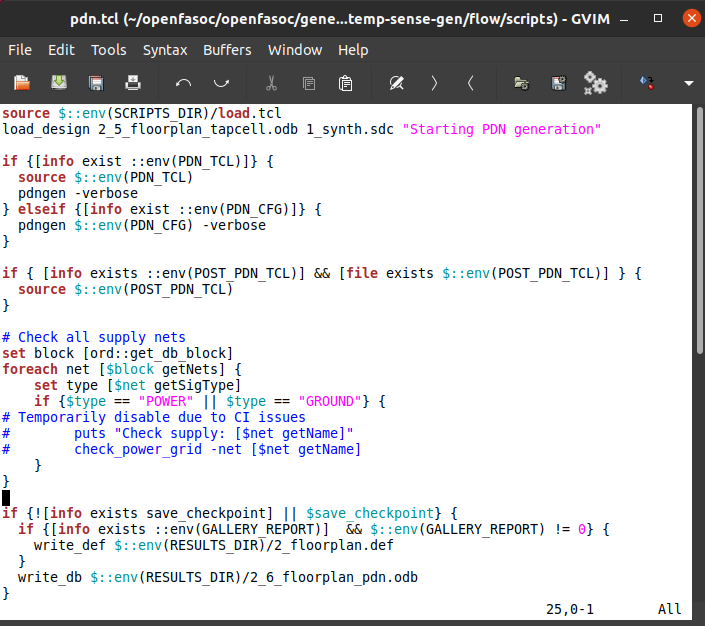 pdn.tcl (~/openfasoc/openfasoc/gene...temp-sense-gen/flow/scripts) - GVIM
File Edit Tools Syntax Buffers Window Help
source $::env(SCRIPTS_DIR)/load.tcl
load_design 2_5_floorplan_tapcell.odb 1_synth.sdc "Starting PDN generation"

if {[info exist ::env(PDN_TCL)]} {
  source $::env(PDN_TCL)
  pdngen -verbose
} elseif {[info exist ::env(PDN_CFG)]} {
  pdngen $::env(PDN_CFG) -verbose
}

if { [info exists ::env(POST_PDN_TCL)] && [file exists $::env(POST_PDN_TCL)] } {
  source $::env(POST_PDN_TCL)
}

# Check all supply nets
set block [ord::get_db_block]
foreach net [$block getNets] {
    set type [$net getSigType]
    if {$type == "POWER" || $type == "GROUND"} {
# Temporarily disable due to CI issues
#        puts "Check supply: [$net getName]"
#        check_power_grid -net [$net getName]
    }
}

if {![info exists save_checkpoint] || $save_checkpoint} {
  if {[info exists ::env(GALLERY_REPORT)]  && $::env(GALLERY_REPORT) != 0} {
    write_def $::env(RESULTS_DIR)/2_floorplan.def
  }
  write_db $::env(RESULTS_DIR)/2_6_floorplan_pdn.odb
}
25,0-1 All